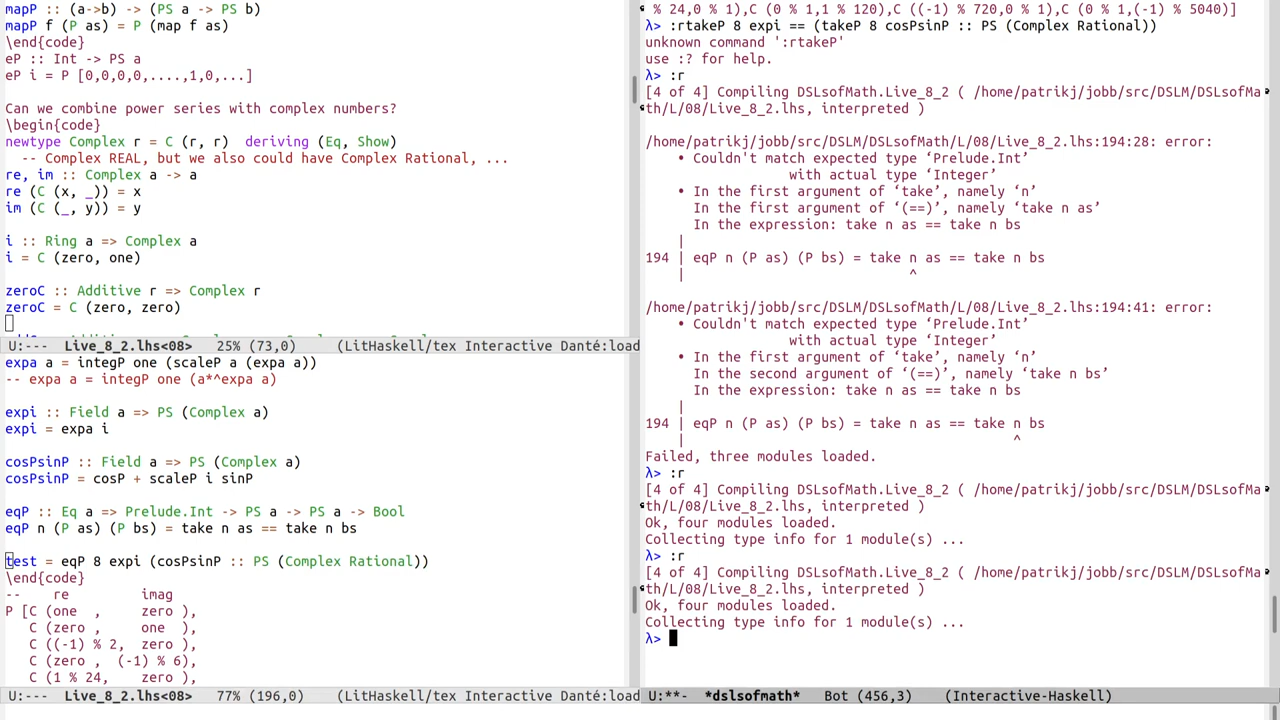 mapP :: (a->b) -> (PS a -> PS b)
mapP f (P as) = P (map f as)
\end{code}
eP :: Int -> PS a
eP i = P [0,0,0,0,....,1,0,...]
Can we combine power series with complex numbers?
\begin{code}
newtype Complex r = C (r, r)  deriving (Eq, Show)
  -- Complex REAL, but we also could have Complex Rational, ...
re, im :: Complex a -> a
re (C (x, _)) = x
im (C (_, y)) = y
i :: Ring a => Complex a
i = C (zero, one)
zeroC :: Additive r => Complex r
zeroC = C (zero, zero)
U:---  Live_8_2.lhs<08>   25% (73,0)    (LitHaskell/tex Interactive Danté:load
expa a = integP one (scaleP a (expa a))
-- expa a = integP one (a*^expa a)
expi :: Field a => PS (Complex a)
expi = expa i
cosPsinP :: Field a => PS (Complex a)
cosPsinP = cosP + scaleP i sinP
eqP :: Eq a => Prelude.Int -> PS a -> PS a -> Bool
eqP n (P as) (P bs) = take n as == take n bs
test = eqP 8 expi (cosPsinP :: PS (Complex Rational))
\end{code}
--    re         imag
P [C (one  ,    zero ),
   C (zero ,    one  ),
   C ((-1) % 2,  zero ),
   C (zero ,  (-1) % 6),
   C (1 % 24,   zero ),
U:---  Live_8_2.lhs<08>   77% (196,0)    (LitHaskell/tex Interactive Danté:load
% 24,0 % 1),C (0 % 1,1 % 120),C ((-1) % 720,0 % 1),C (0 % 1,(-1) % 5040)]
λ> :rtakeP 8 expi == (takeP 8 cosPsinP :: PS (Complex Rational))
unknown command ':rtakeP'
use :? for help.
λ> :r
[4 of 4] Compiling DSLsofMath.Live_8_2 ( /home/patrikj/jobb/src/DSLM/DSLsofMa
th/L/08/Live_8_2.lhs, interpreted )
/home/patrikj/jobb/src/DSLM/DSLsofMath/L/08/Live_8_2.lhs:194:28: error:
    • Couldn't match expected type ‘Prelude.Int’
                  with actual type ‘Integer’
    • In the first argument of ‘take’, namely ‘n’
      In the first argument of ‘(==)’, namely ‘take n as’
      In the expression: take n as == take n bs
    |
194 | eqP n (P as) (P bs) = take n as == take n bs
    |                            ^
/home/patrikj/jobb/src/DSLM/DSLsofMath/L/08/Live_8_2.lhs:194:41: error:
    • Couldn't match expected type ‘Prelude.Int’
                  with actual type ‘Integer’
    • In the first argument of ‘take’, namely ‘n’
      In the second argument of ‘(==)’, namely ‘take n bs’
      In the expression: take n as == take n bs
    |
194 | eqP n (P as) (P bs) = take n as == take n bs
    |                                         ^
Failed, three modules loaded.
λ> :r
[4 of 4] Compiling DSLsofMath.Live_8_2 ( /home/patrikj/jobb/src/DSLM/DSLsofMa
th/L/08/Live_8_2.lhs, interpreted )
Ok, four modules loaded.
Collecting type info for 1 module(s) ...
λ> :r
[4 of 4] Compiling DSLsofMath.Live_8_2 ( /home/patrikj/jobb/src/DSLM/DSLsofMa
th/L/08/Live_8_2.lhs, interpreted )
Ok, four modules loaded.
Collecting type info for 1 module(s) ...
λ>
U:**-  *dslsofmath*   Bot (456,3)    (Interactive-Haskell)